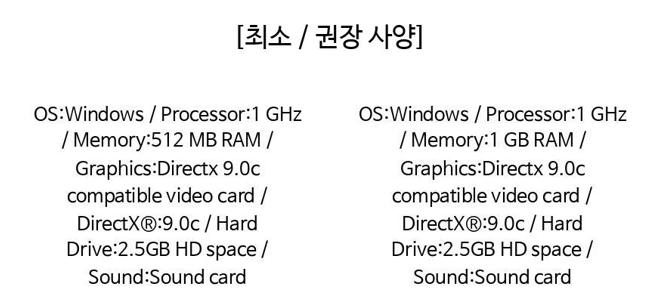 [최소 / 권장 사양]
OS:Windows / Processor:1 GHz
/ Memory:512 MB RAM /
Graphics:Directx 9.0c
compatible video card /
DirectX®:9.0c / Hard
Drive:2.5GB HD space /
Sound:Sound card
OS:Windows / Processor:1 GHz
/ Memory:1 GB RAM /
Graphics:Directx 9.0c
compatible video card /
DirectX®:9.0c / Hard
Drive:2.5GB HD space /
Sound:Sound card